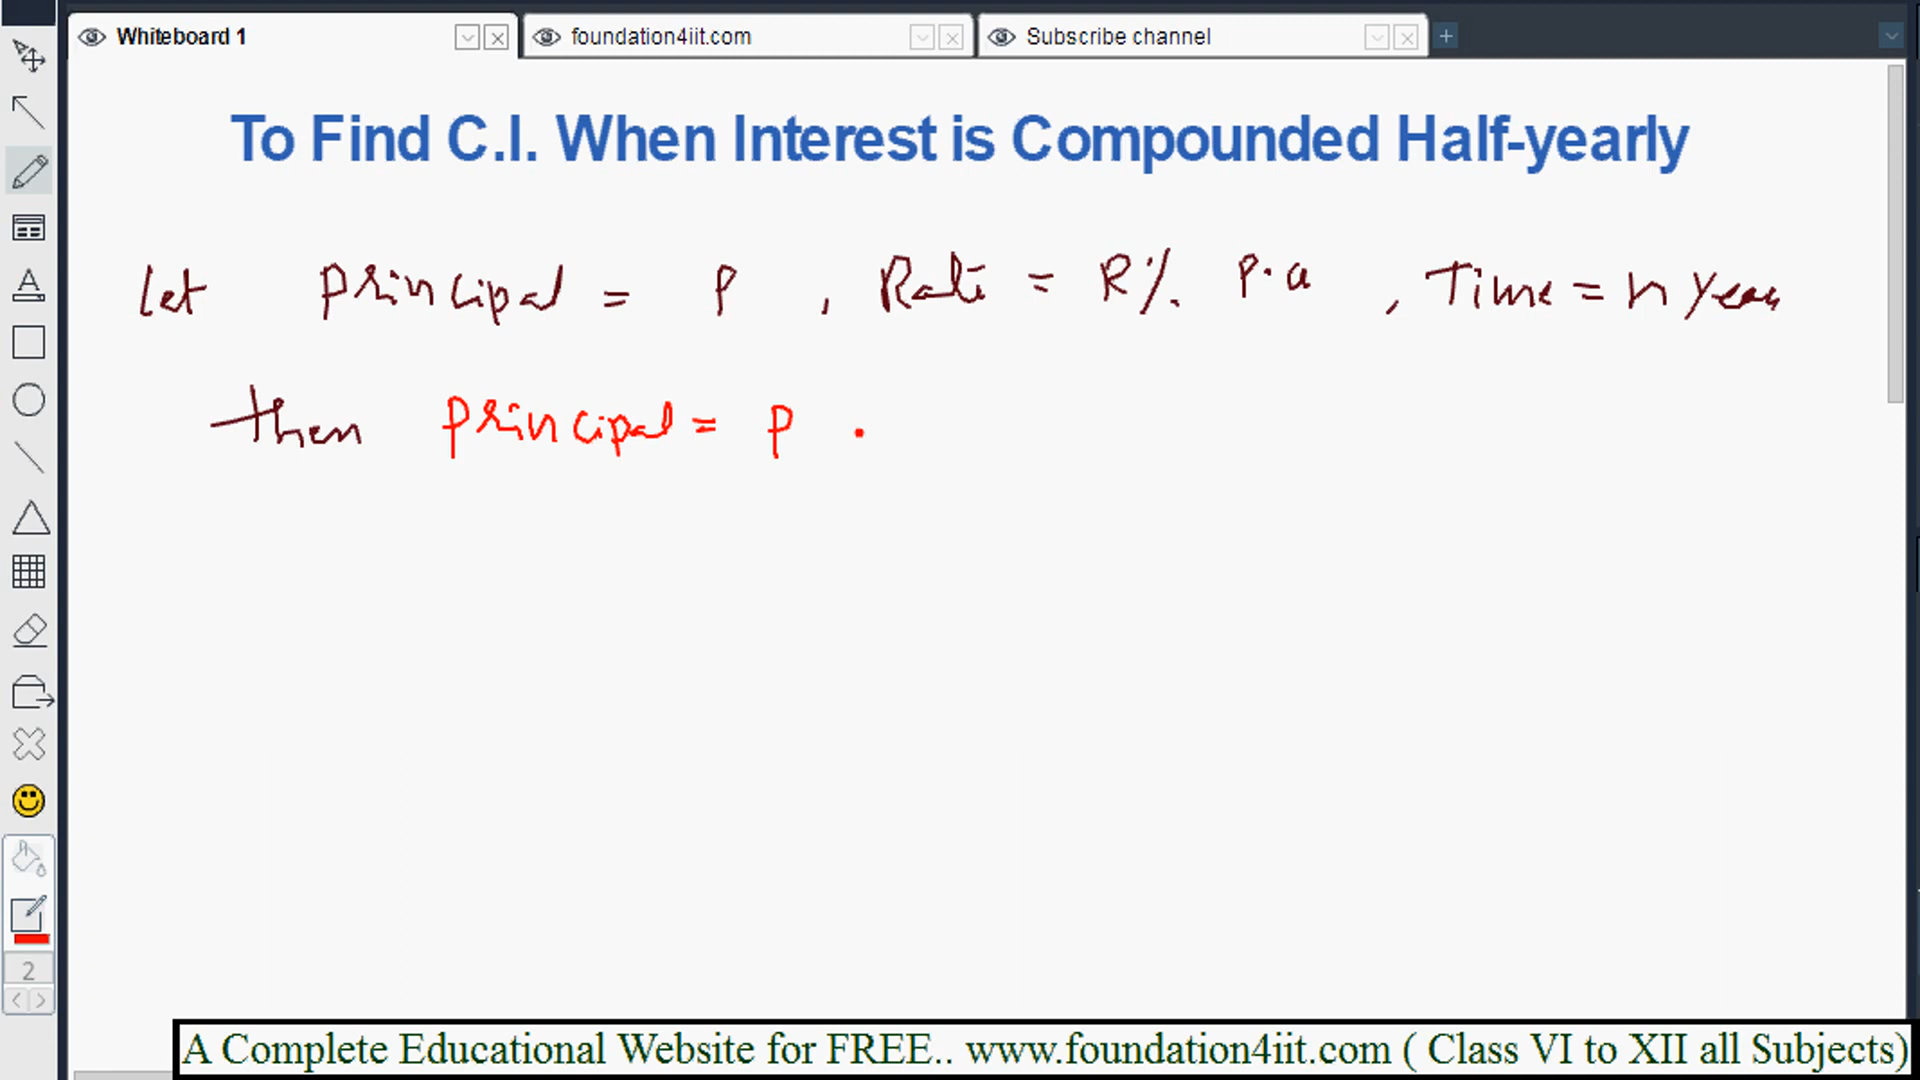 Whiteboard 1 foundation4iit.com Subscribe channel
To Find C.I. When Interest is Compounded Half-yearly
let principal = P , Rate = R% P.a , Time = n years
then principal = P .
2
A Complete Educational Website for FREE.. www.foundation4iit.com ( Class VI to XII all Subjects)